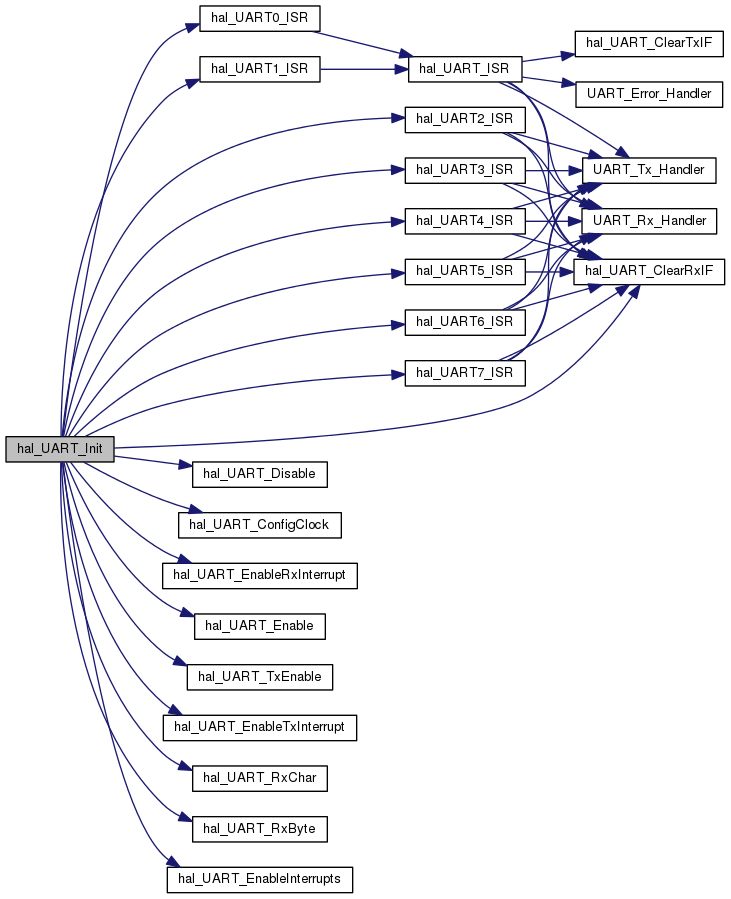 hal_UART0_ISR
hal_UART_ClearTxIF
hal_UART1_ISR
hal_UART_ISR
UART_Error_Handler
hal_UART2_ISR
hal_UART3_ISR
UART_Tx_Handler
hal_UART4_ISR
UART_Rx_Handler
hal_UART5_ISR
hal_UART_ClearRxIF
hal_UART6_ISR
hal_UART7_ISR
hal_UART_Init
hal_UART_Disable
hal_UART_ConfigClock
hal_UART_EnableRxInterrupt
hal_UART_Enable
hal_UART_TxEnable
hal_UART_EnableTxInterrupt
hal_UART_RxChar
hal_UART_RxByte
hal_UART_EnableInterrupts